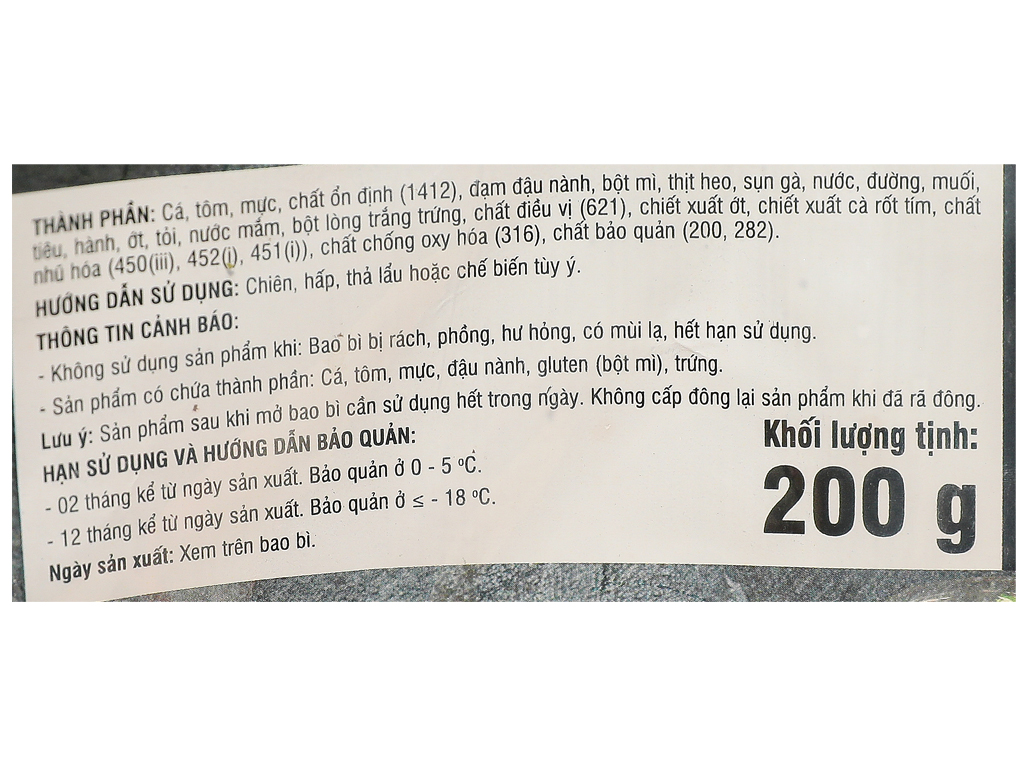 THÀNH PHẦN: Cá, tôm, mực, chất ổn định (1412), đạm đậu nành, bột mì, thịt heo, sụn gà, nước, đường, muối,
tiêu, hành, ớt, tỏi, nước mắm, bột lòng trắng trứng, chất điều vị (621), chiết xuất ớt, chiết xuất cà rốt tím, chất
nhũ hóa (450(iii), 452(i), 451(i)), chất chống oxy hóa (316), chất bảo quản (200, 282).
HƯỚNG DẪN SỬ DỤNG: Chiên, hấp, thả lẩu hoặc chế biến tùy ý.
THÔNG TIN CẢNH BÁO:
- Không sử dụng sản phẩm khi: Bao bì bị rách, phồng, hư hỏng, có mùi lạ, hết hạn sử dụng.
- Sản phẩm có chứa thành phần: Cá, tôm, mực, đậu nành, gluten (bột mì), trứng.
Lưu ý: Sản phẩm sau khi mở bao bì cần sử dụng hết trong ngày. Không cấp đông lại sản phẩm khi đã rã đông.
HẠN SỬ DỤNG VÀ HƯỚNG DẪN BẢO QUẢN:
- 02 tháng kể từ ngày sản xuất. Bảo quản ở 0 - 5 ºC.
- 12 tháng kể từ ngày sản xuất. Bảo quản ở ≤ - 18 ºC.
Ngày sản xuất: Xem trên bao bì.
Khối lượng tịnh:
200 g